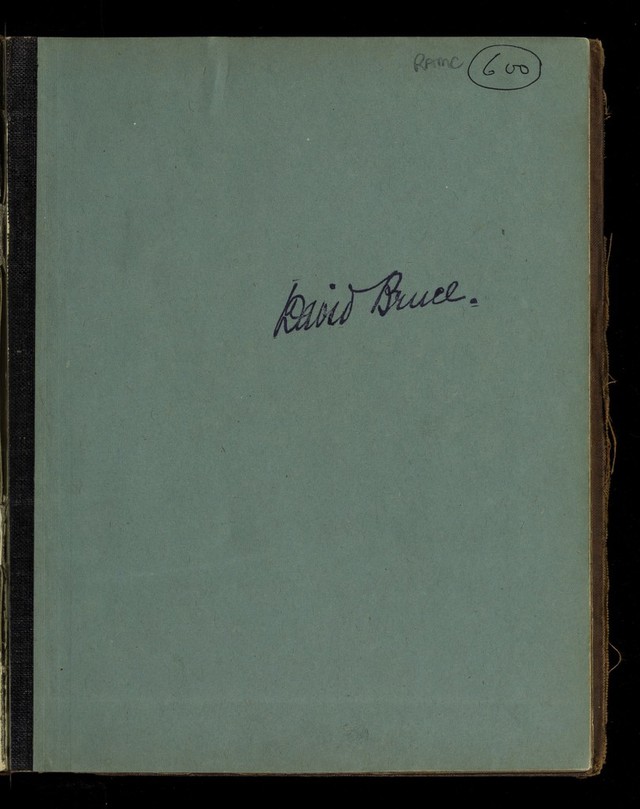 RAMC 600
David Bruce.